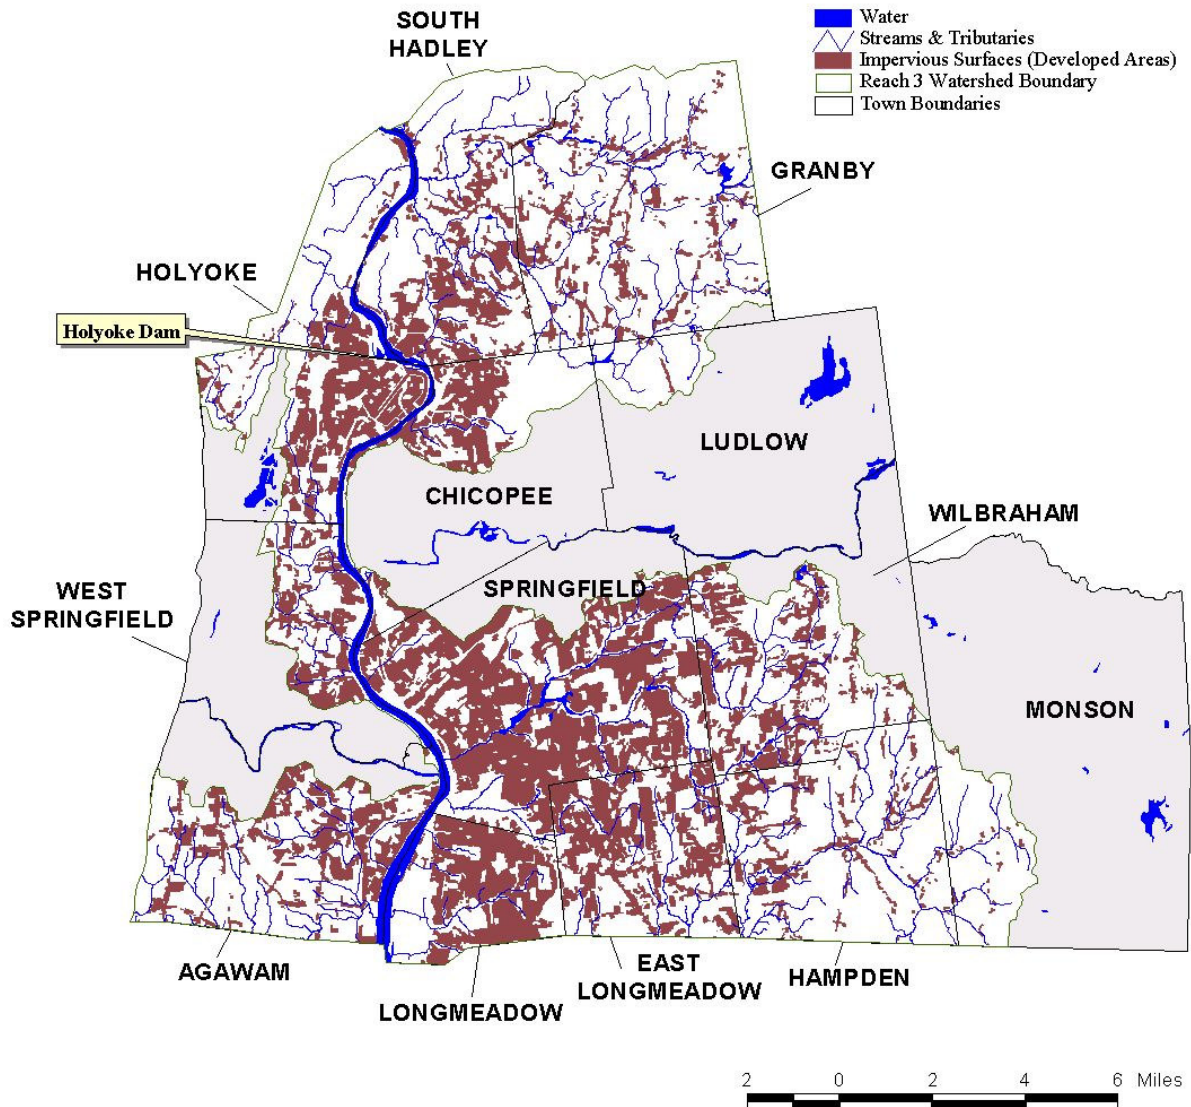 SOUTH
HADLEY
Water
Streams & Tributaries
Impervious Surfaces (Developed Areas)
Reach 3 Watershed Boundary
Town Boundaries
GRANBY
HOLYOKE
Holyoke Dam
LUDLOW
CHICOPEE
WILBRAHAM
WEST
SPRINGFIELD
SPRINGFIELD
MONSON
AGAWAM
EAST
LONGMEADOW
HAMPDEN
LONGMEADOW
2 0 2 4 6 Miles